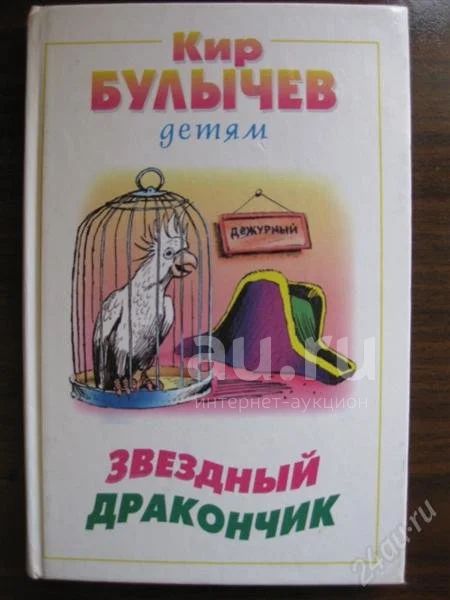 Кир
БУЛЫЧЕВ
детям
ДЕЖУРНЫЙ
au.ru
интернет-аукцион
ЗВЕЗДНЫЙ
ДРАКОНЧИК
24au.ru